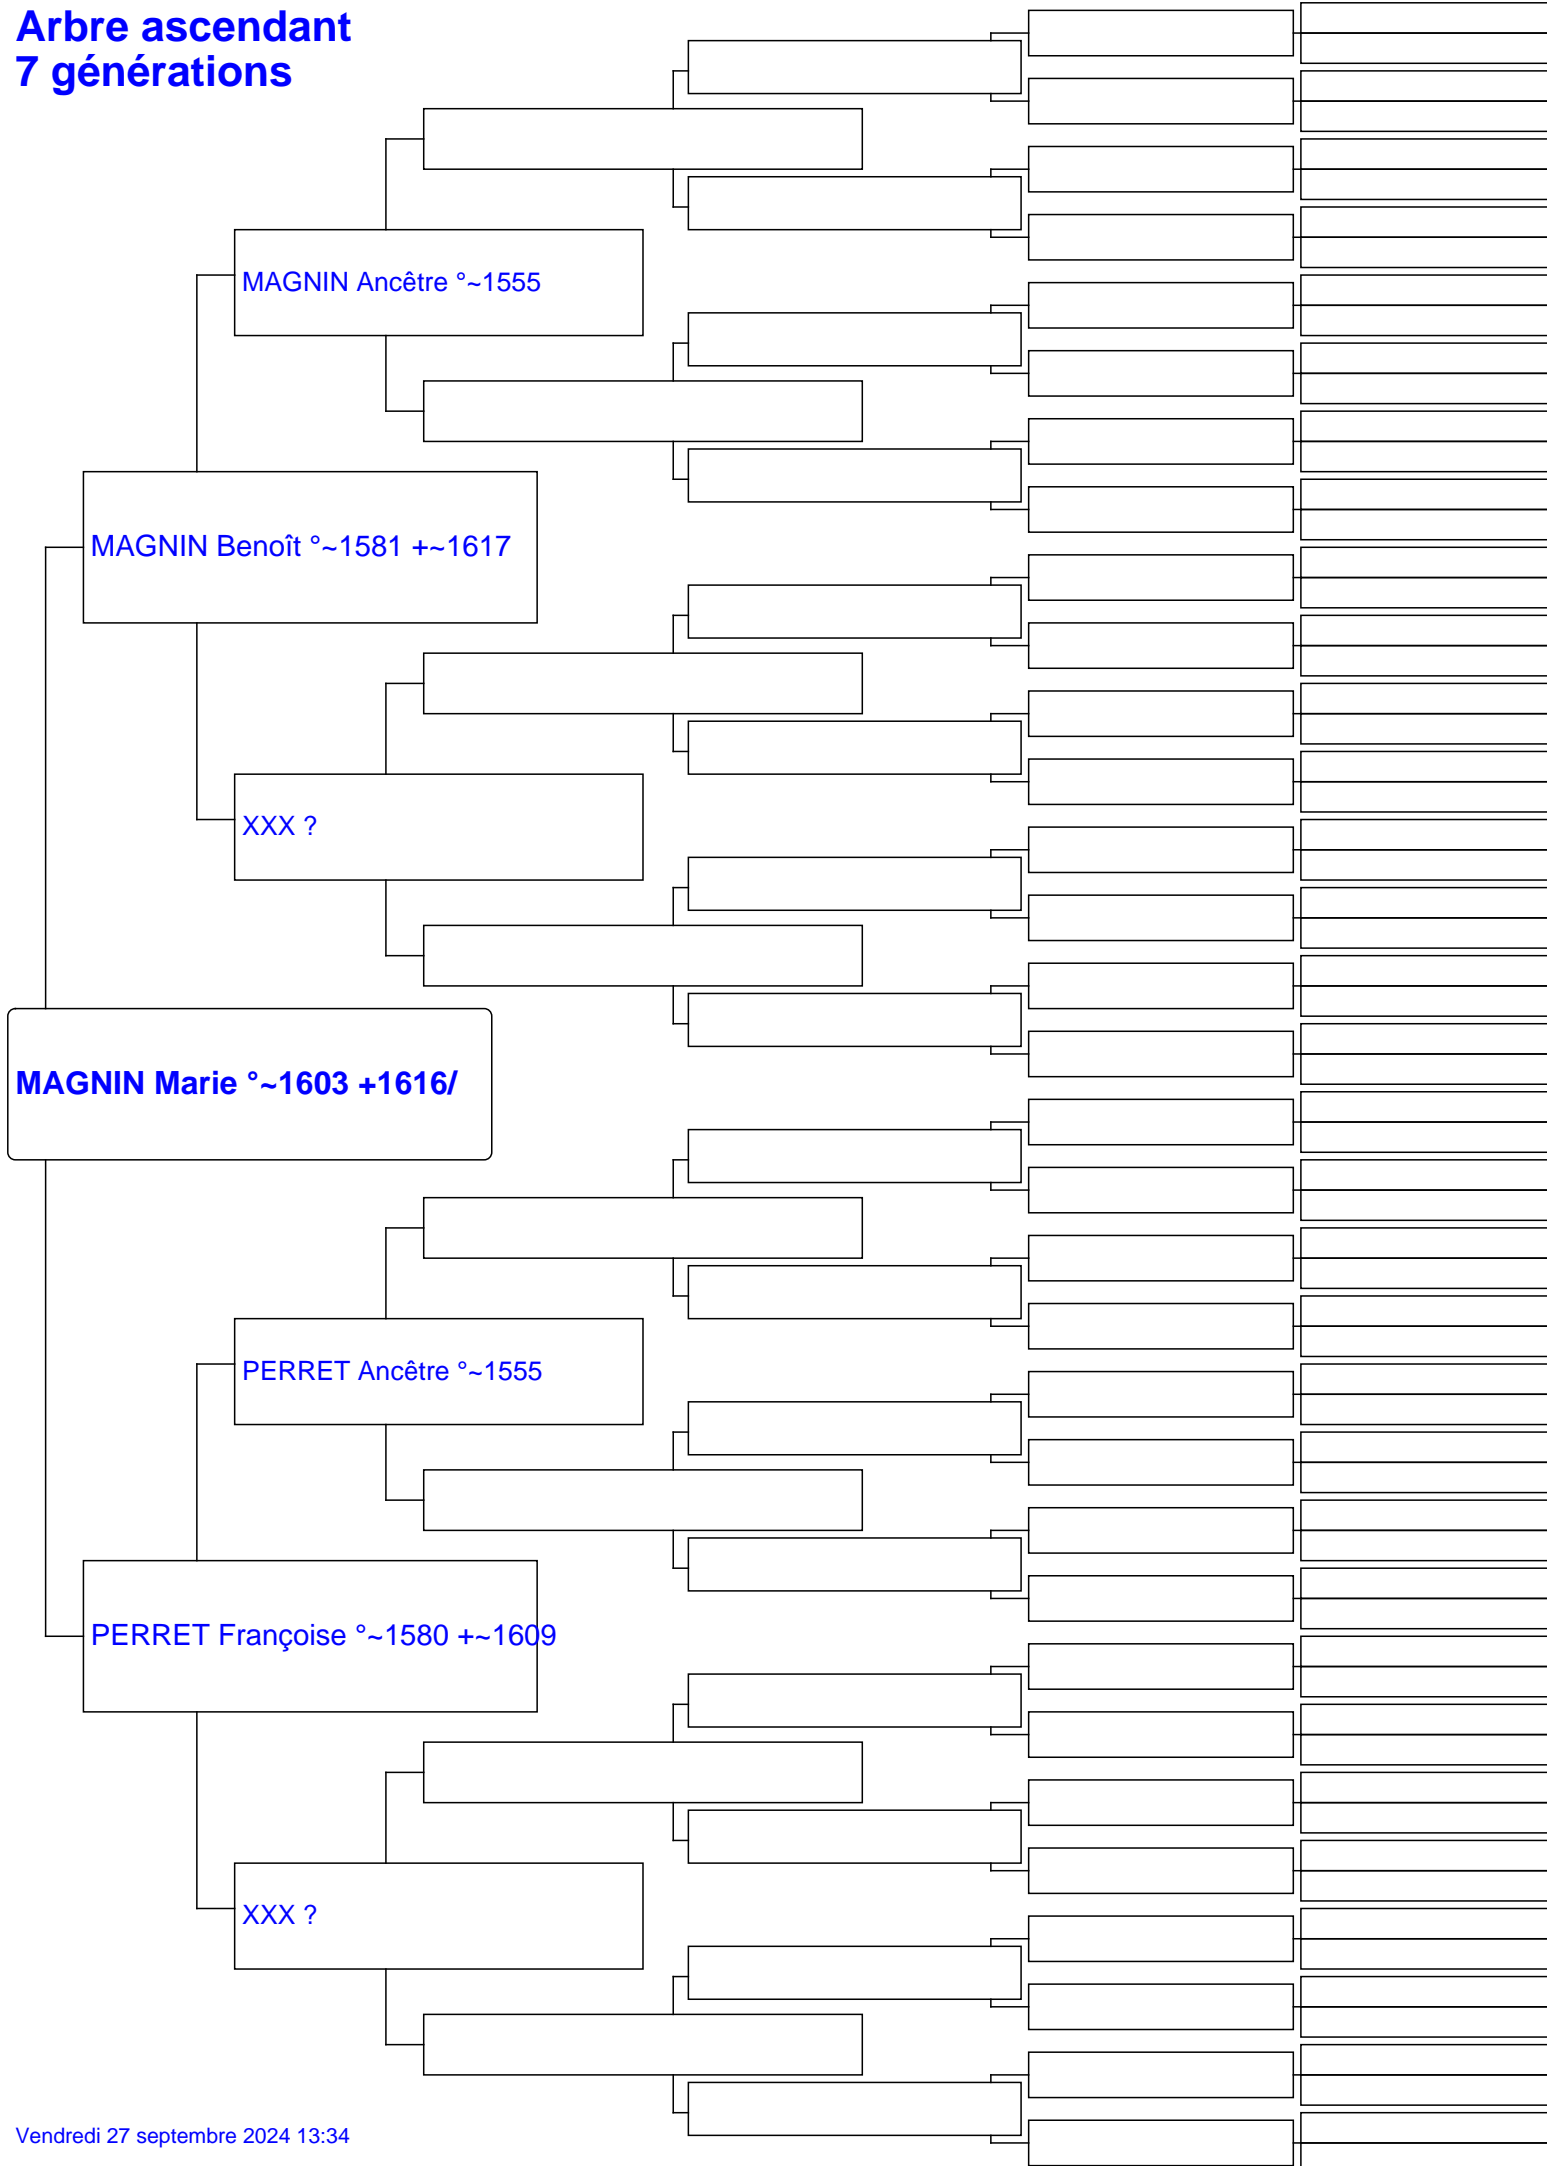 Arbre ascendant
7 générations
MAGNIN Ancêtre °~1555
MAGNIN Benoît °~1581 +~1617
XXX ?
MAGNIN Marie °~1603 +1616/
PERRET Ancêtre °~1555
PERRET Françoise °~1580 +~1609
XXX ?
Vendredi 27 septembre 2024 13:34